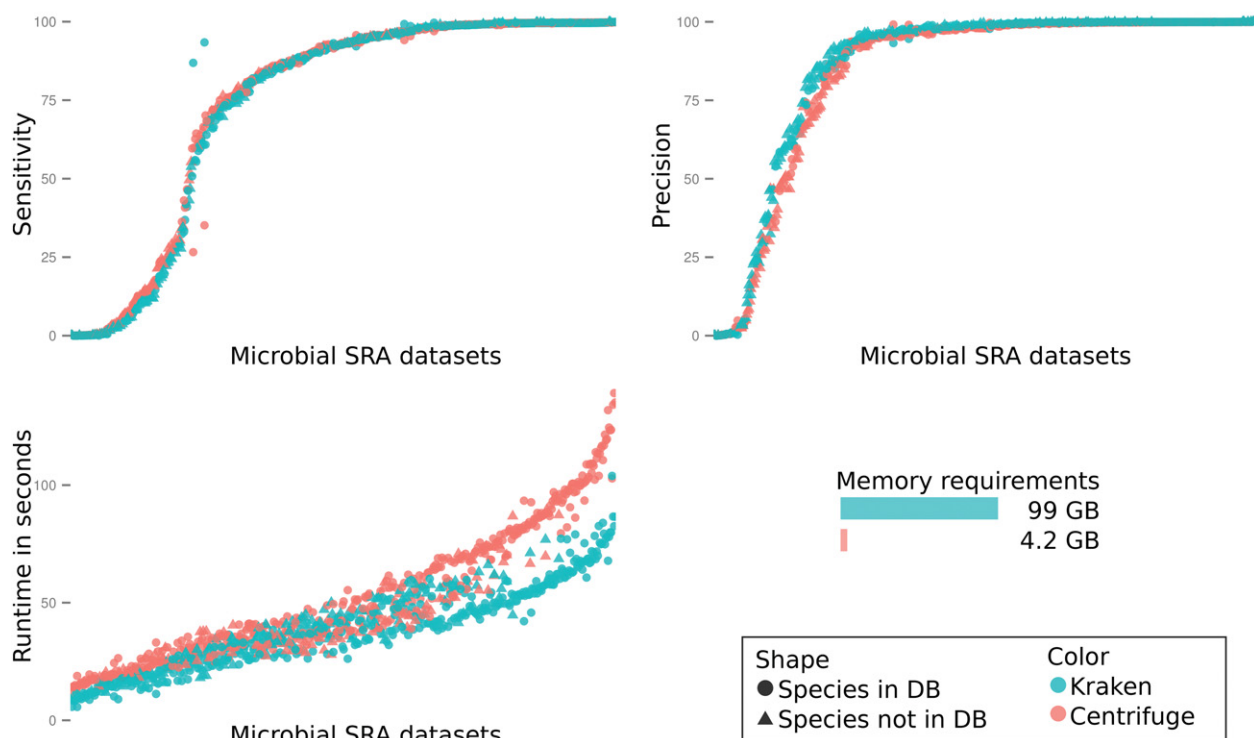 100
75
50
25
0
Sensitivity
Microbial SRA datasets
100
75
50
25
0
Precision
Microbial SRA datasets
100
50
0
Runtime in seconds
Microbial SRA datasets
Memory requirements
99 GB
4.2 GB
Shape
Species in DB
Species not in DB
Color
Kraken
Centrifuge